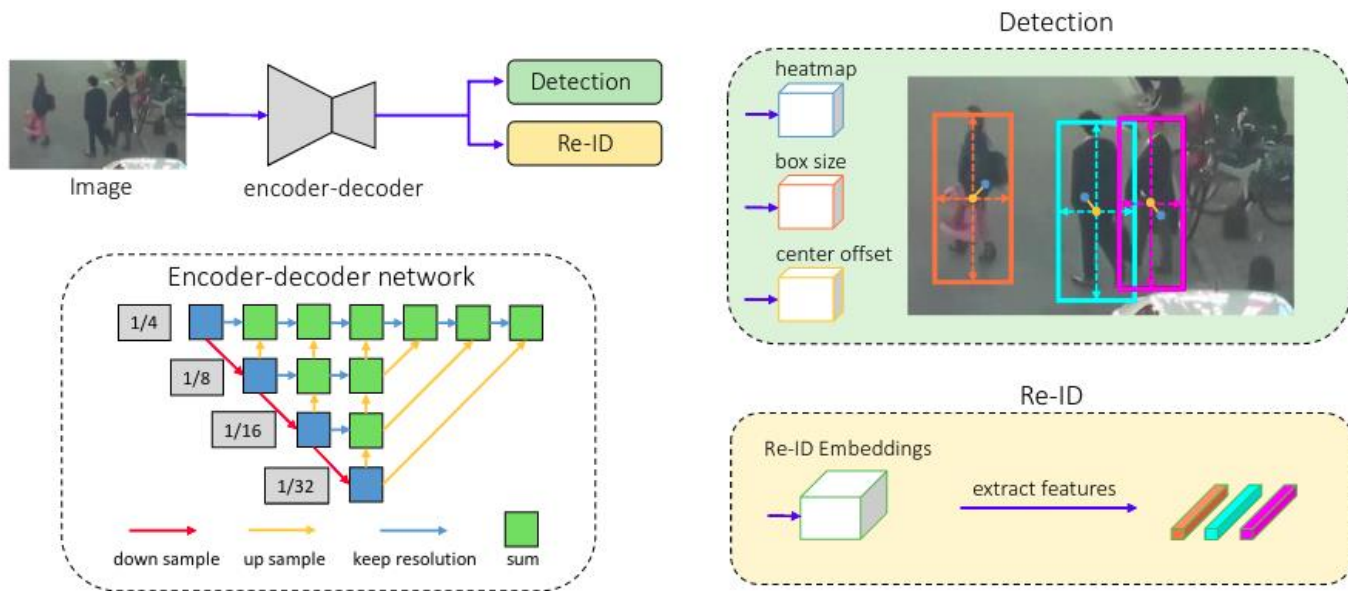 Image
encoder-decoder
Detection
Re-ID
Encoder-decoder network
1/4
1/8
1/16
1/32
down sample
up sample
keep resolution
sum
Detection
heatmap
box size
center offset
Re-ID
Re-ID Embeddings
extract features